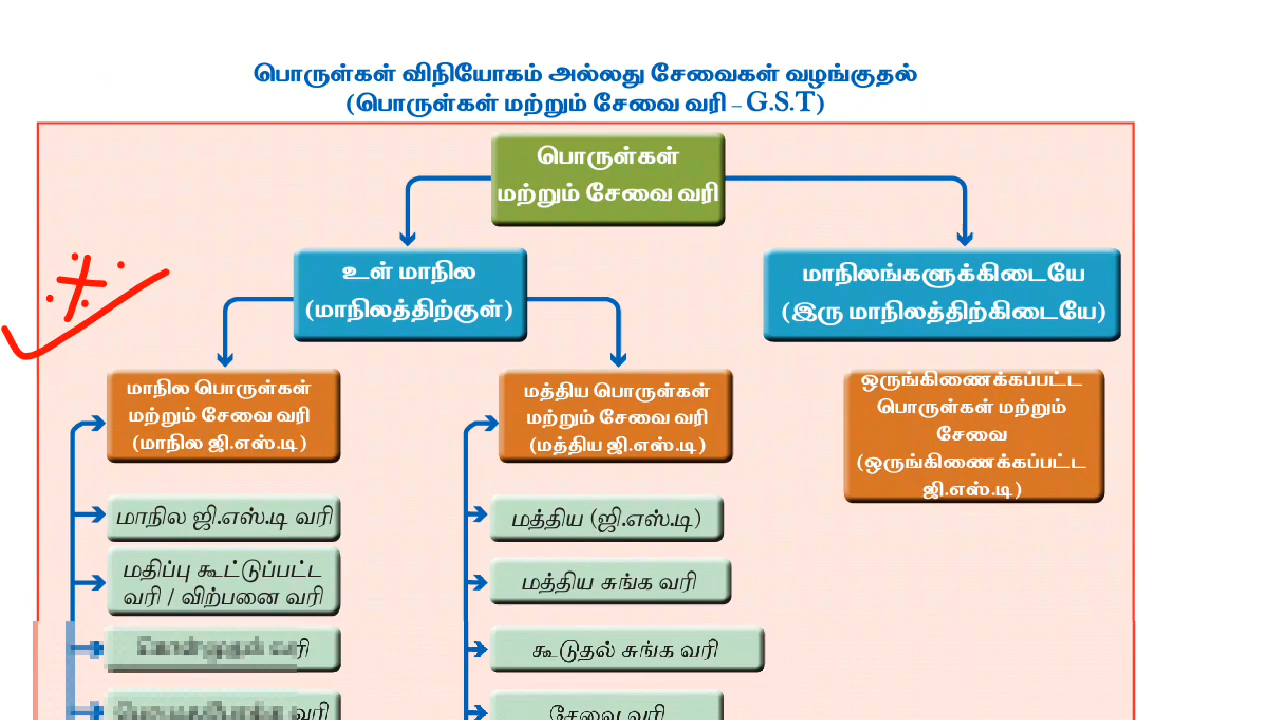 பொருள்கள் விநியோகம் அல்லது சேவைகள் வழங்குதல்
(பொருள்கள் மற்றும் சேவை வரி – G.S.T)
பொருள்கள்
மற்றும் சேவை வரி
உள் மாநில
(மாநிலத்திற்குள்)
மாநிலங்களுக்கிடையே
(இரு மாநிலத்திற்கிடையே)
மாநில பொருள்கள்
மற்றும் சேவை வரி
(மாநில ஜி.எஸ்.டி)
மத்திய பொருள்கள்
மற்றும் சேவை வரி
(மத்திய ஜி.எஸ்.டி)
ஒருங்கிணைக்கப்பட்ட
பொருள்கள் மற்றும்
சேவை
(ஒருங்கிணைக்கப்பட்ட
ஜி.எஸ்.டி)
மாநில ஜி.எஸ்.டி வரி
மதிப்பு கூட்டுப்பட்ட
வரி / விற்பனை வரி
வரி
மத்திய (ஜி.எஸ்.டி)
மத்திய சுங்க வரி
கூடுதல் சுங்க வரி
சேவை வரி